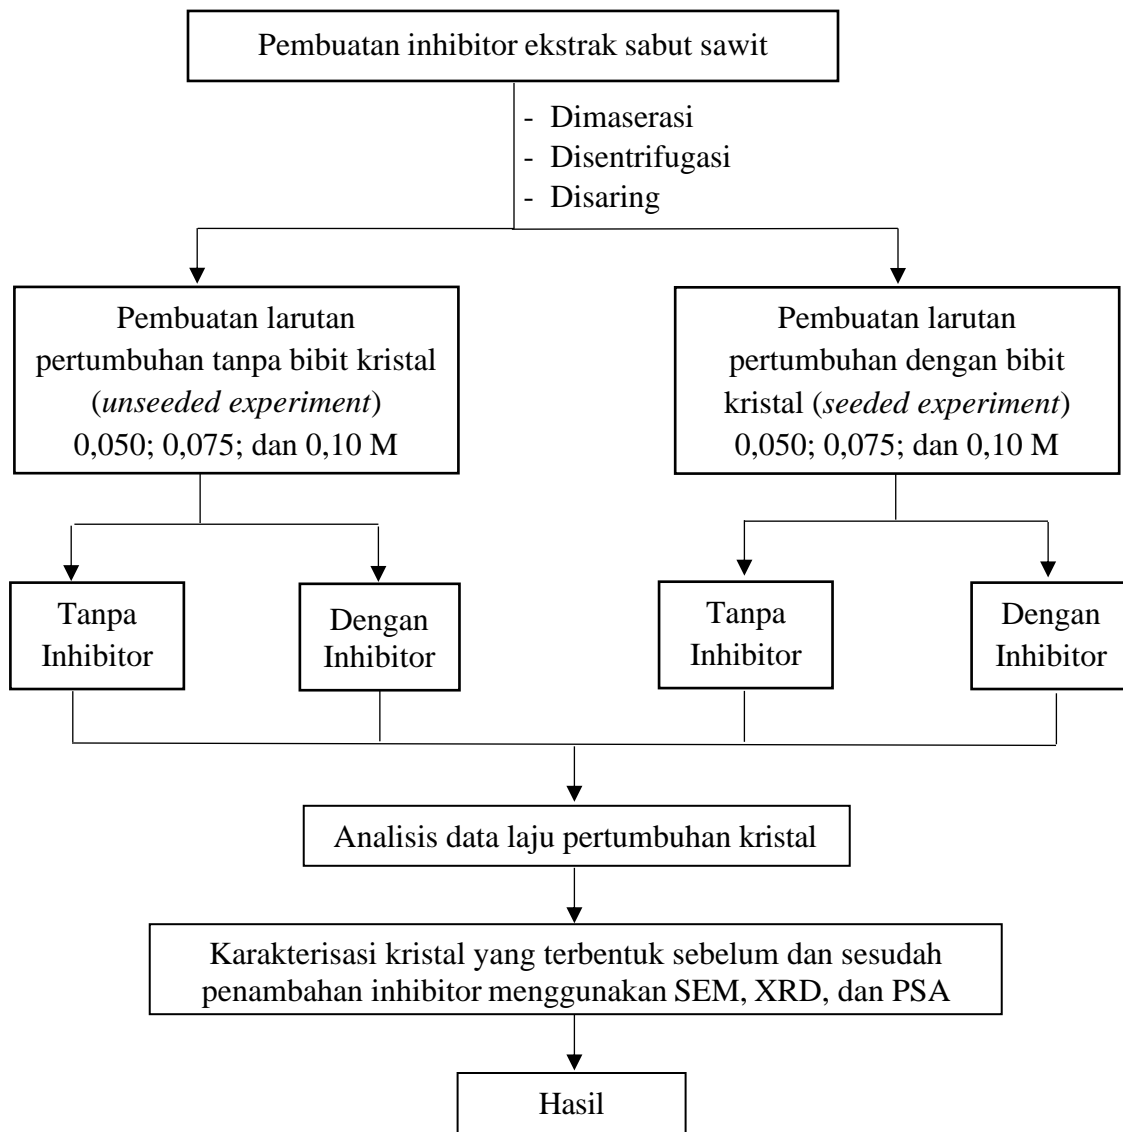 Pembuatan inhibitor ekstrak sabut sawit
- Dimaserasi
- Disentrifugasi
- Disaring
Pembuatan larutan
pertumbuhan tanpa bibit kristal
(unseeded experiment)
0,050; 0,075; dan 0,10 M
Pembuatan larutan
pertumbuhan dengan bibit
kristal (seeded experiment)
0,050; 0,075; dan 0,10 M
Tanpa
Inhibitor
Dengan
Inhibitor
Tanpa
Inhibitor
Dengan
Inhibitor
Analisis data laju pertumbuhan kristal
Karakterisasi kristal yang terbentuk sebelum dan sesudah
penambahan inhibitor menggunakan SEM, XRD, dan PSA
Hasil